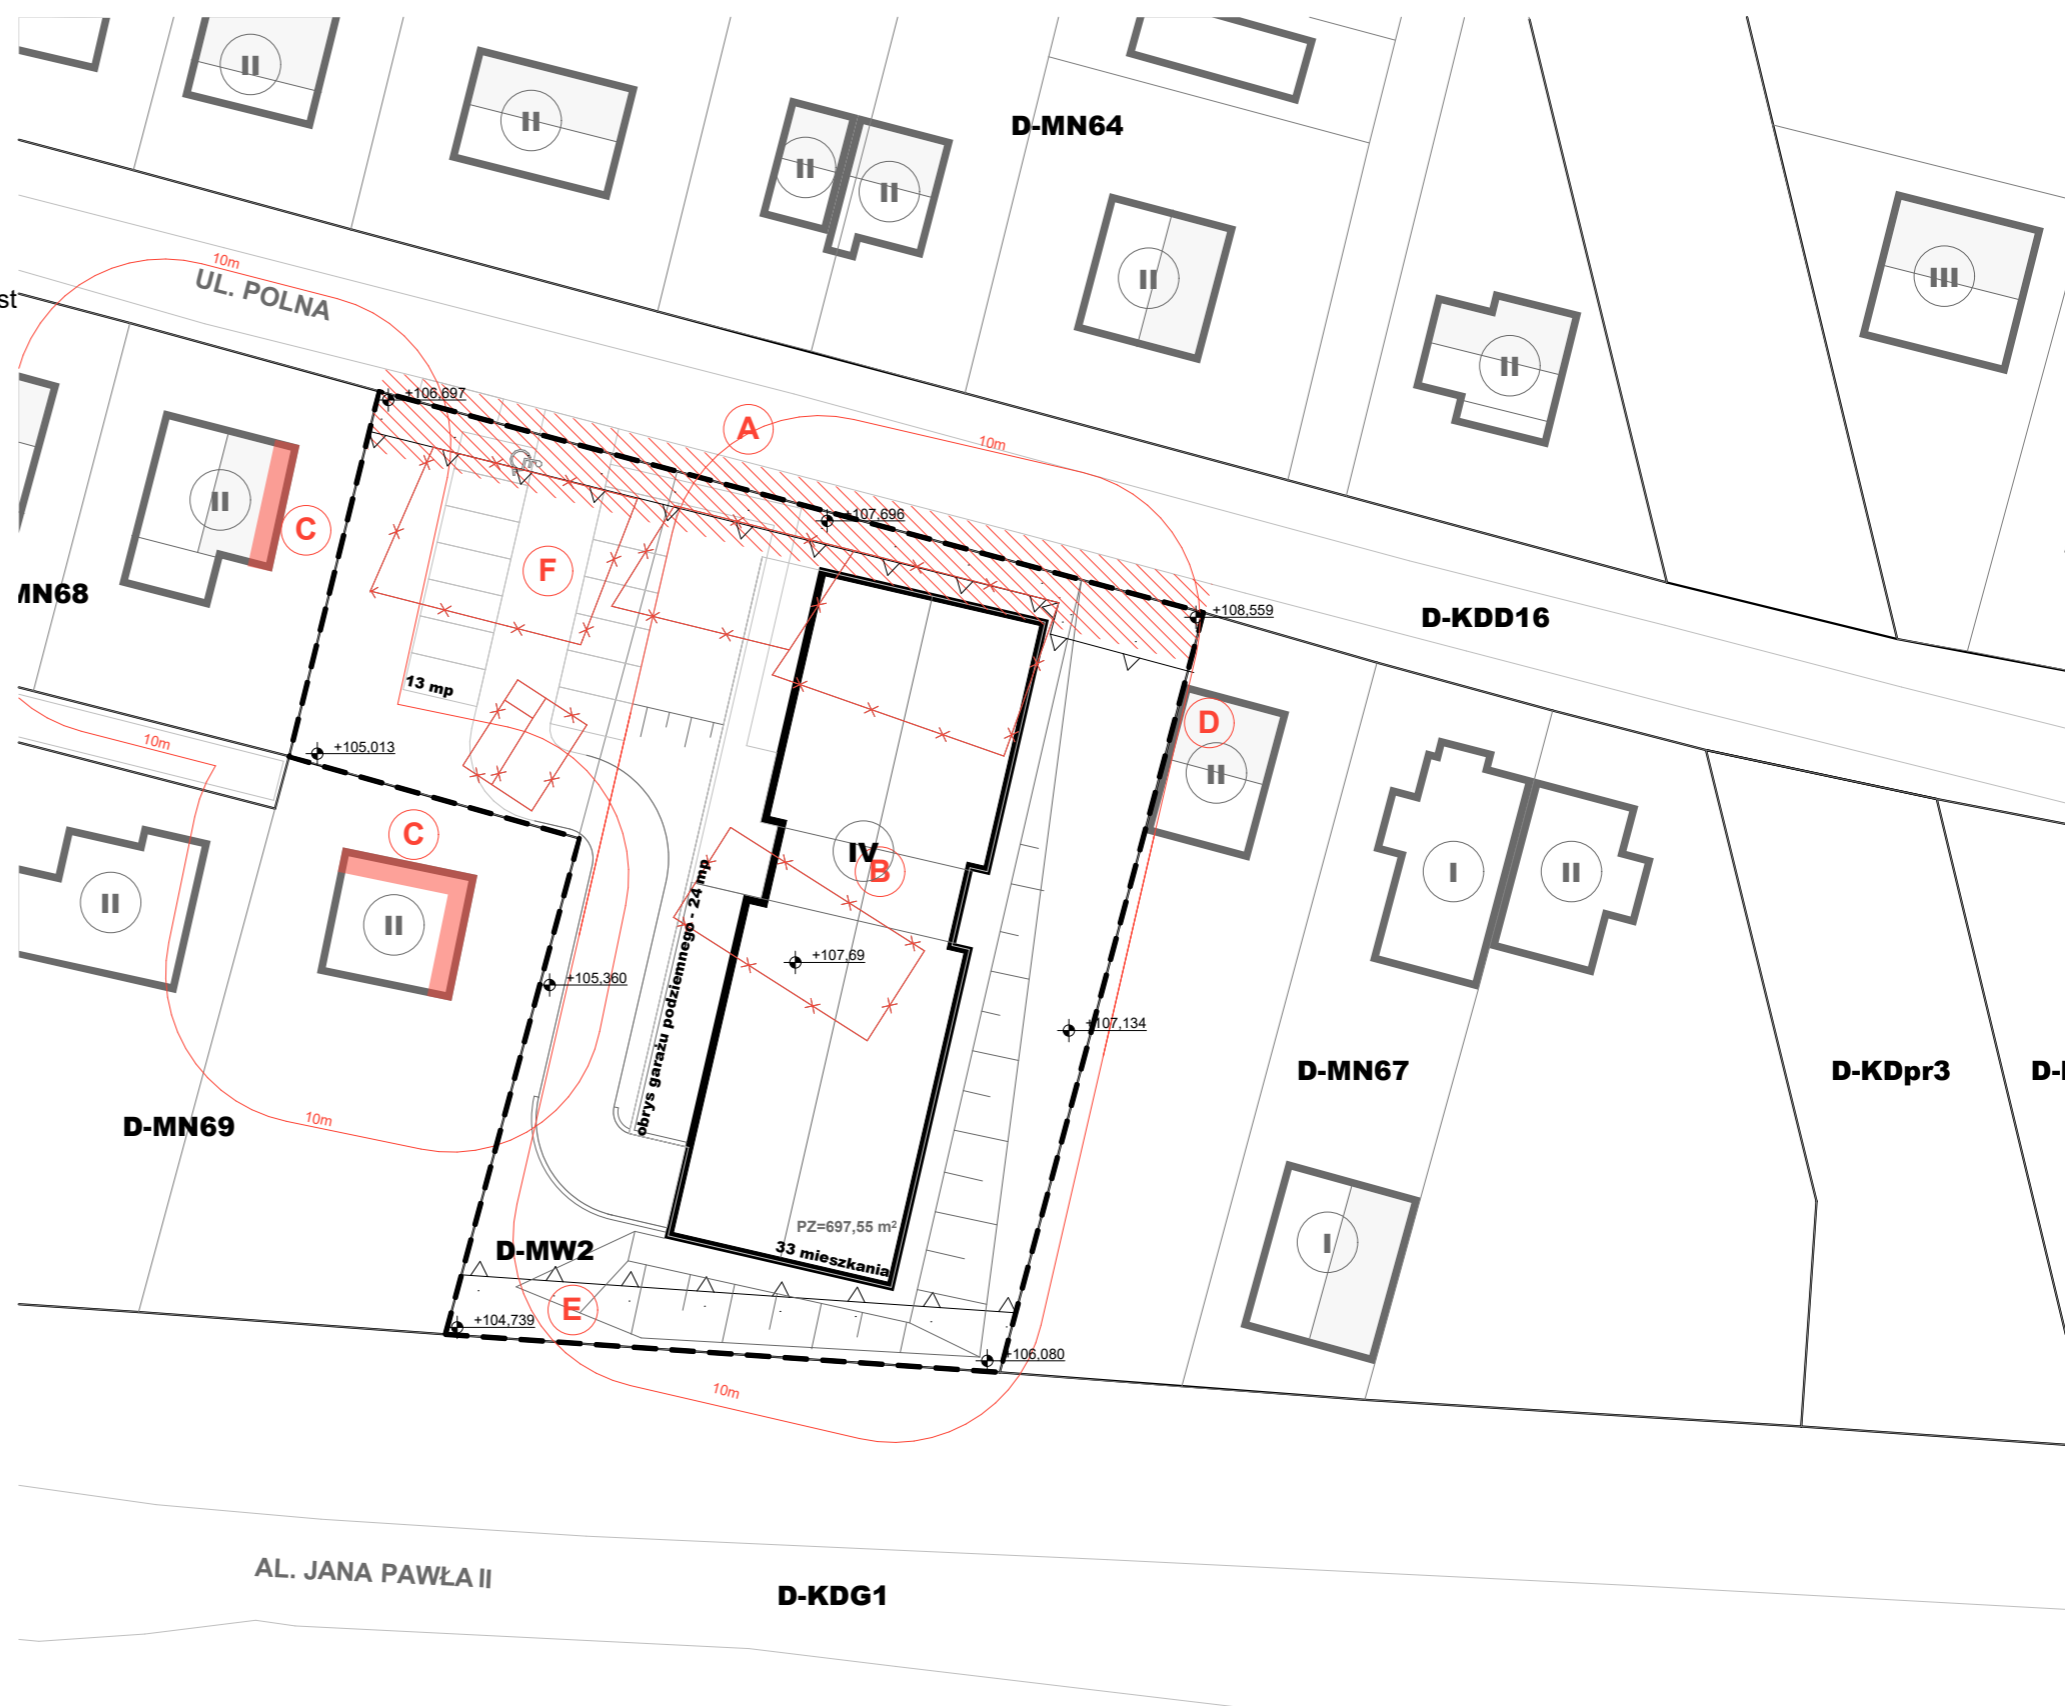 II
II
II
II
D-MN64
II
II
III
10m
UL. POLNA
st
+106,697
A
10m
II
C
+107,696
F
MN68
+108,559
D-KDD16
13 mp
D
II
10m
+105,013
C
IV
B
I
II
II
II
obrys garażu podziemnego - 24 mp
+107,69
+105,360
+107,134
D-MN67
D-KDpr3
10m
D-MN69
PZ=697,55 m²
33 mieszkania
D-MW2
I
E
+104,739
+106,080
10m
AL. JANA PAWŁA II
D-KDG1